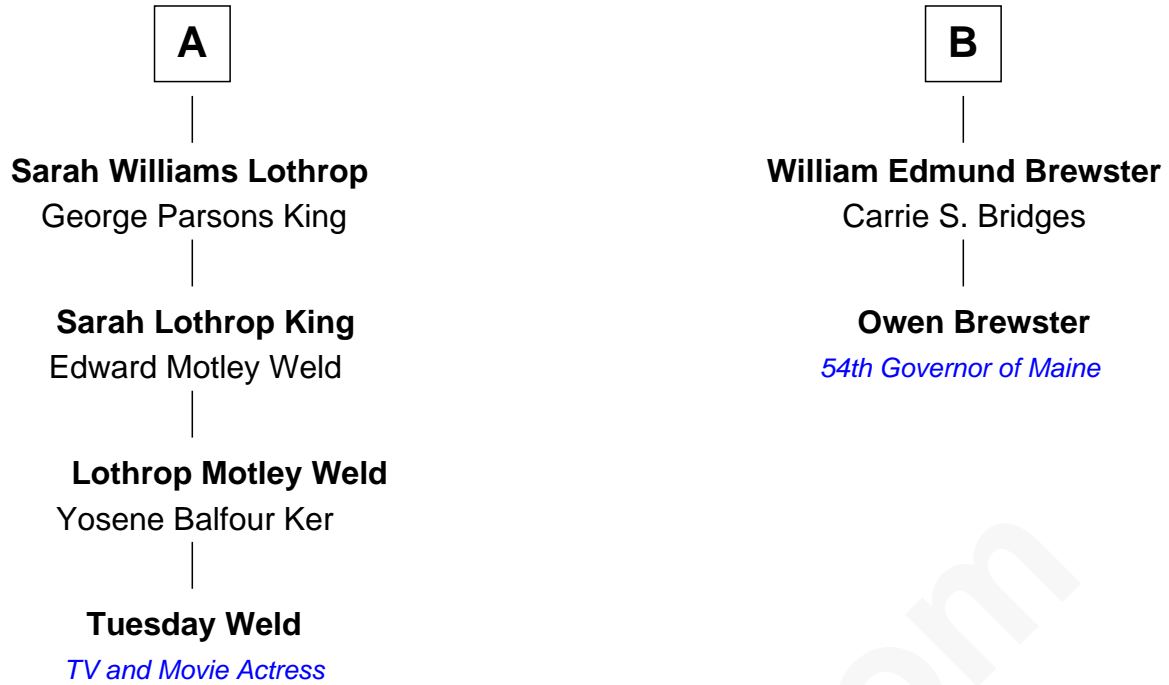 A
Sarah Williams Lothrop
George Parsons King
Sarah Lothrop King
Edward Motley Weld
Lothrop Motley Weld
Yosene Balfour Ker
Tuesday Weld
TV and Movie Actress
B
William Edmund Brewster
Carrie S. Bridges
Owen Brewster
54th Governor of Maine